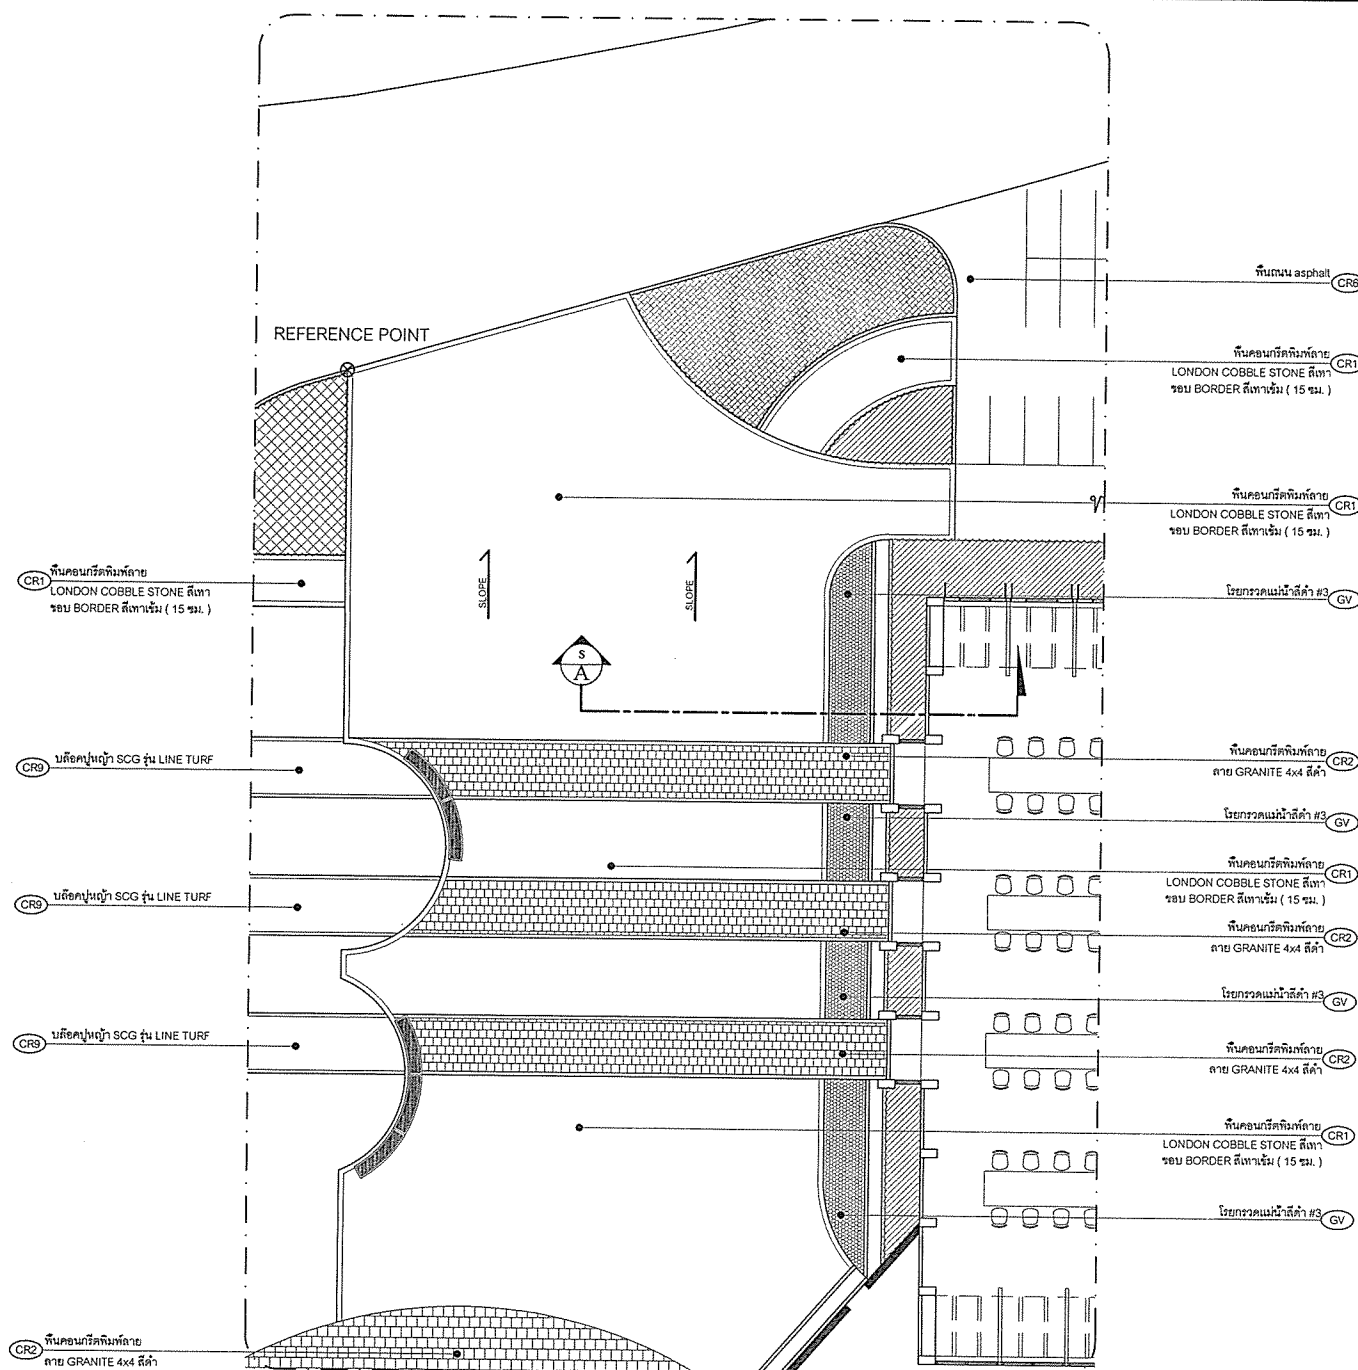 พื้นถนน asphalt CR6
REFERENCE POINT
พื้นคอนกรีตพิมพ์ลาย CR1
LONDON COBBLE STONE สีเทา
ขอบ BORDER สีเทาเข้ม ( 15 ซม. )
พื้นคอนกรีตพิมพ์ลาย CR1
LONDON COBBLE STONE สีเทา
ขอบ BORDER สีเทาเข้ม ( 15 ซม. )
CR1 พื้นคอนกรีตพิมพ์ลาย
LONDON COBBLE STONE สีเทา
ขอบ BORDER สีเทาเข้ม ( 15 ซม. )
SLOPE
SLOPE
โรยกรวดแม่น้ำสีดำ #3 GV
S
A
CR9 บล๊อคปูหญ้า SCG รุ่น LINE TURF
พื้นคอนกรีตพิมพ์ลาย CR2
ลาย GRANITE 4x4 สีดำ
โรยกรวดแม่น้ำสีดำ #3 GV
พื้นคอนกรีตพิมพ์ลาย CR1
LONDON COBBLE STONE สีเทา
ขอบ BORDER สีเทาเข้ม ( 15 ซม. )
CR9 บล๊อคปูหญ้า SCG รุ่น LINE TURF
พื้นคอนกรีตพิมพ์ลาย CR2
ลาย GRANITE 4x4 สีดำ
โรยกรวดแม่น้ำสีดำ #3 GV
CR9 บล๊อคปูหญ้า SCG รุ่น LINE TURF
พื้นคอนกรีตพิมพ์ลาย CR2
ลาย GRANITE 4x4 สีดำ
พื้นคอนกรีตพิมพ์ลาย CR1
LONDON COBBLE STONE สีเทา
ขอบ BORDER สีเทาเข้ม ( 15 ซม. )
โรยกรวดแม่น้ำสีดำ #3 GV
CR2 พื้นคอนกรีตพิมพ์ลาย
ลาย GRANITE 4x4 สีดำ